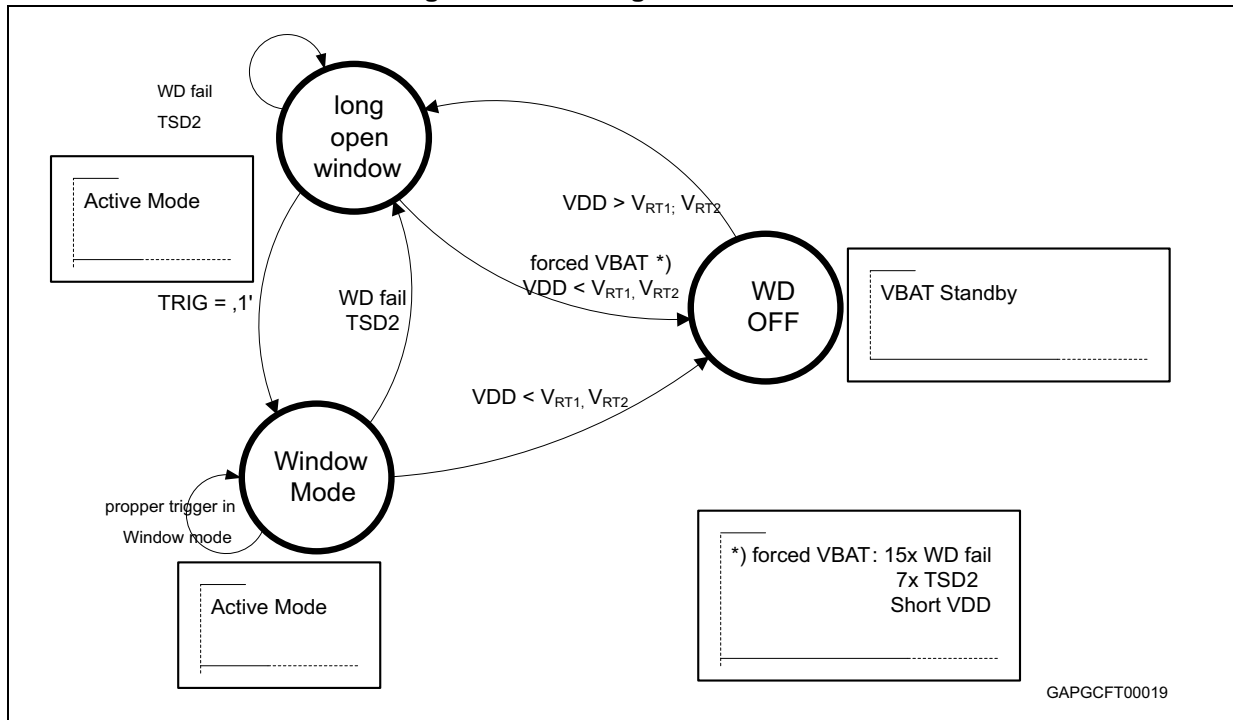 WD fail
TSD2
long
open
window
Active Mode
VDD > VRT1; VRT2
forced VBAT *)
VDD < VRT1, VRT2
WD
OFF
VBAT Standby
TRIG = ‚1'
WD fail
TSD2
VDD < VRT1, VRT2
Window
Mode
propper trigger in
Window mode
Active Mode
*) forced VBAT: 15x WD fail
7x TSD2
Short VDD
GAPGCFT00019